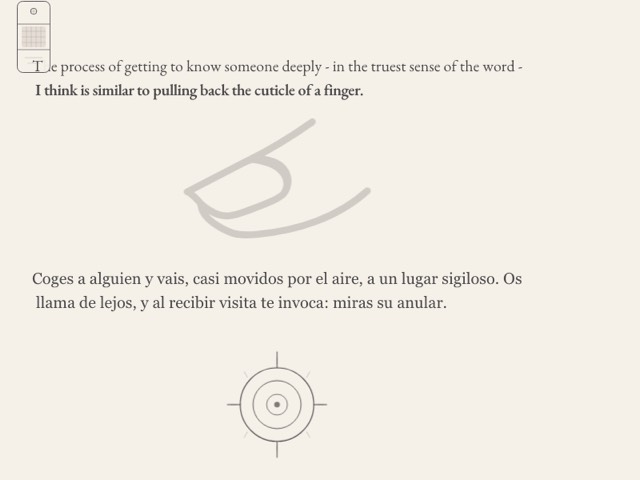 The process of getting to know someone deeply - in the truest sense of the word -
I think is similar to pulling back the cuticle of a finger.
Coges a alguien y vais, casi movidos por el aire, a un lugar sigiloso. Os
llama de lejos, y al recibir visita te invoca: miras su anular.